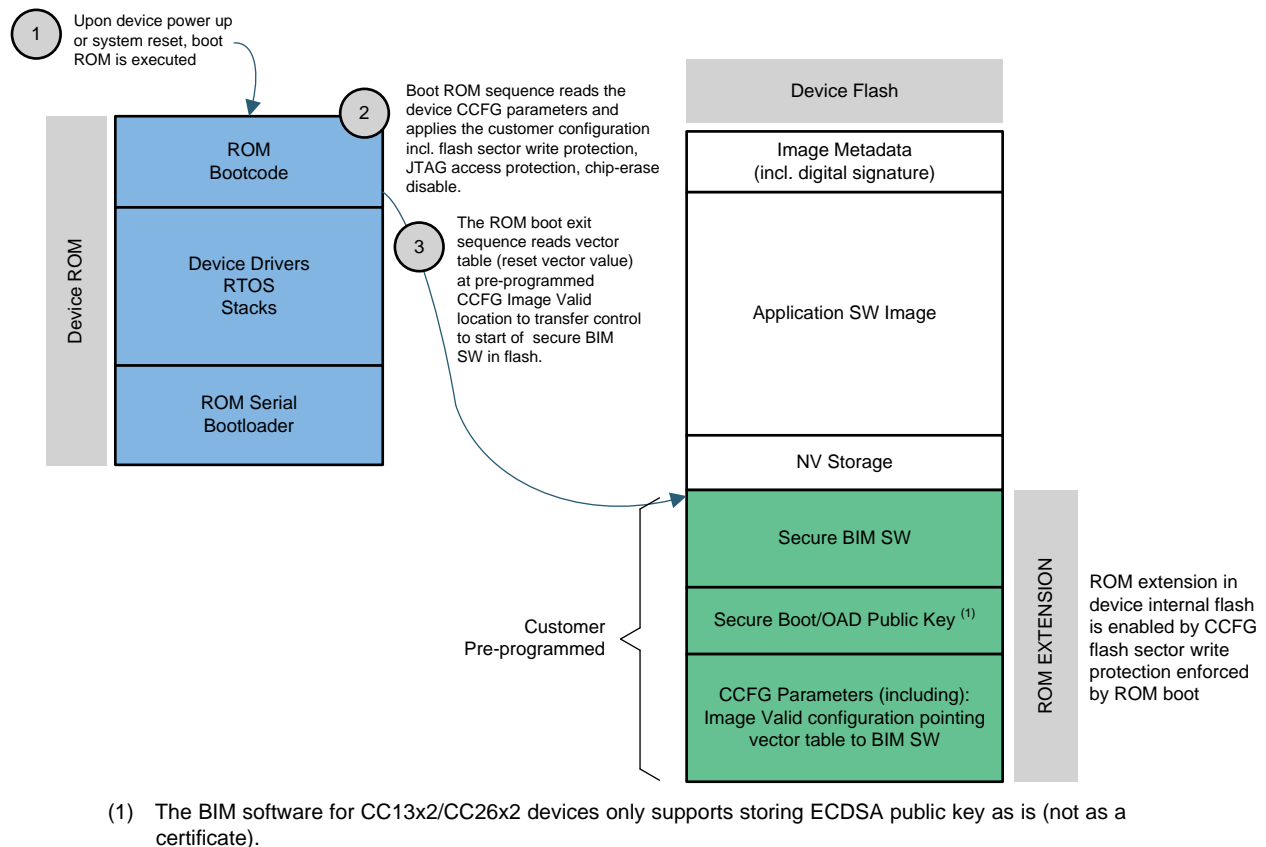 1
Upon device power up
or system reset, boot
ROM is executed
2
Boot ROM sequence reads the
device CCFG parameters and
applies the customer configuration
incl. flash sector write protection,
JTAG access protection, chip-erase
disable.
3
The ROM boot exit
sequence reads vector
table (reset vector value)
at pre-programmed
CCFG Image Valid
location to transfer control
to start of secure BIM
SW in flash.
Device ROM
ROM
Bootcode
Device Drivers
RTOS
Stacks
ROM Serial
Bootloader
Device Flash
Image Metadata
(incl. digital signature)
Application SW Image
NV Storage
Secure BIM SW
Secure Boot/OAD Public Key (1)
CCFG Parameters (including):
Image Valid configuration pointing
vector table to BIM SW
Customer
Pre-programmed
ROM EXTENSION
ROM extension in
device internal flash
is enabled by CCFG
flash sector write
protection enforced
by ROM boot
(1) The BIM software for CC13x2/CC26x2 devices only supports storing ECDSA public key as is (not as a
certificate).